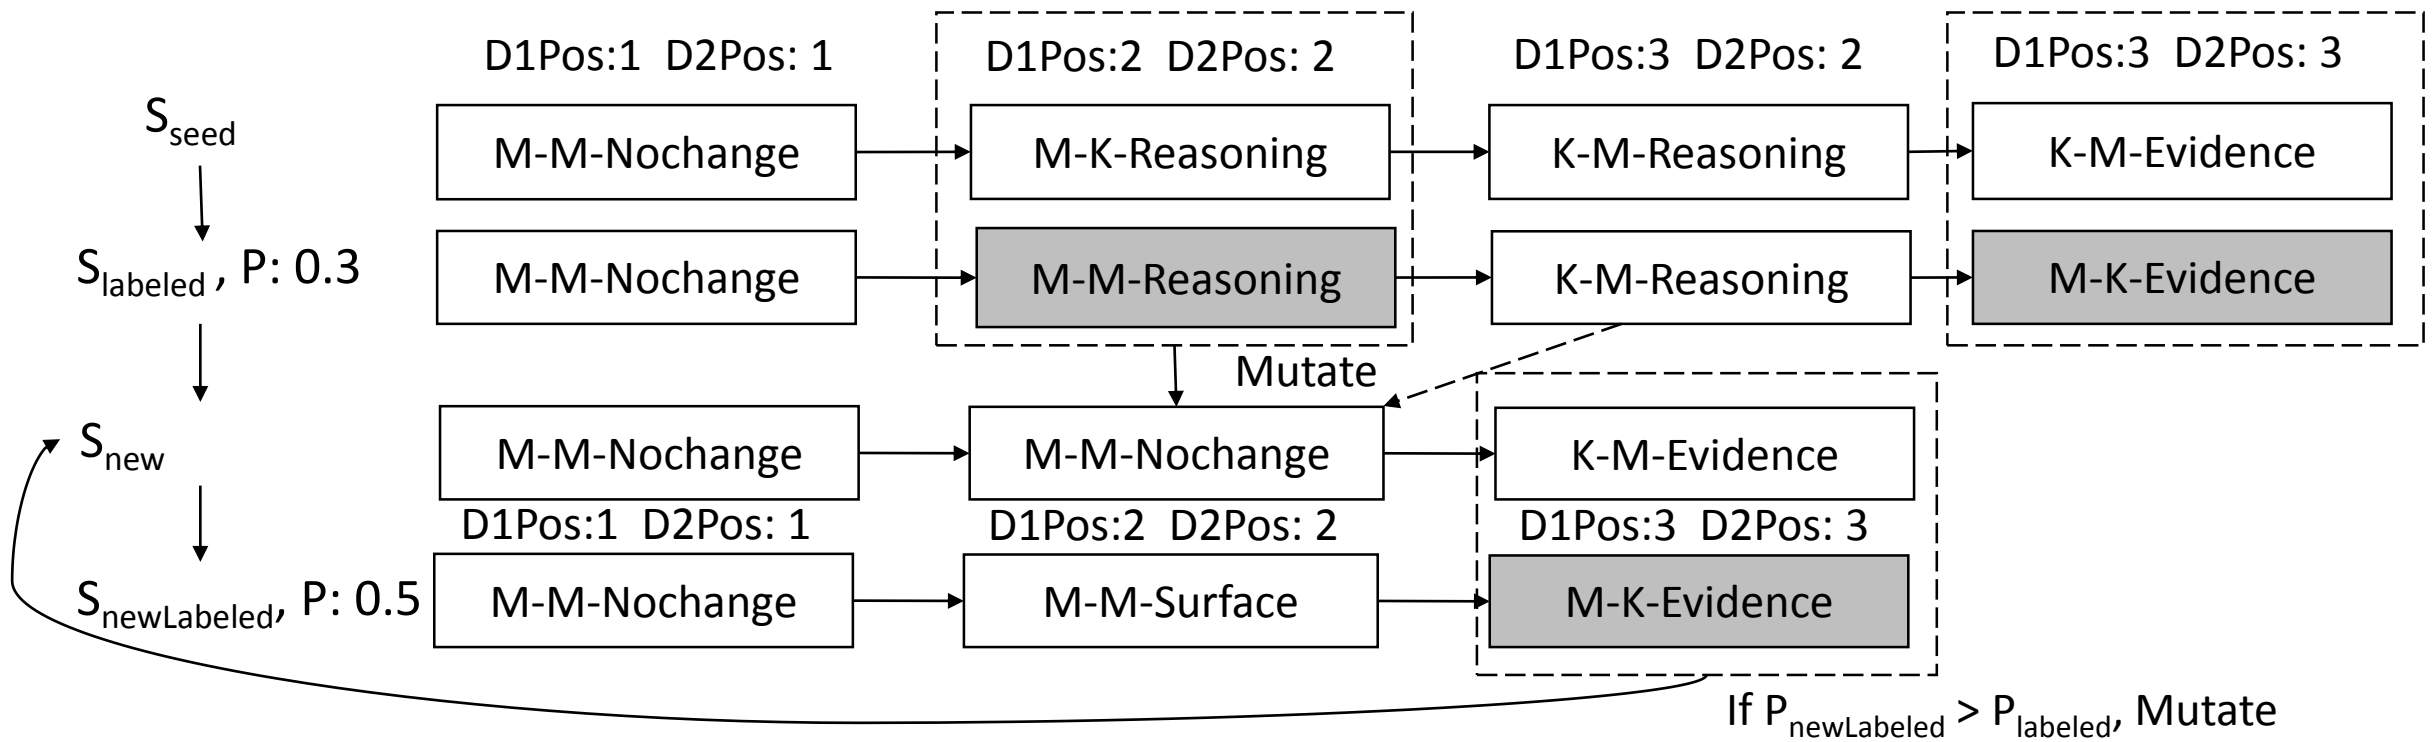 D1Pos:1 D2Pos: 1
D1Pos:2 D2Pos: 2
D1Pos:3 D2Pos: 2
D1Pos:3 D2Pos: 3
Sseed
M-M-Nochange
M-K-Reasoning
K-M-Reasoning
K-M-Evidence
Slabeled , P: 0.3
M-M-Nochange
M-M-Reasoning
K-M-Reasoning
M-K-Evidence
Mutate
Snew
M-M-Nochange
M-M-Nochange
K-M-Evidence
D1Pos:1 D2Pos: 1
D1Pos:2 D2Pos: 2
D1Pos:3 D2Pos: 3
SnewLabeled, P: 0.5
M-M-Nochange
M-M-Surface
M-K-Evidence
If PnewLabeled > Plabeled, Mutate